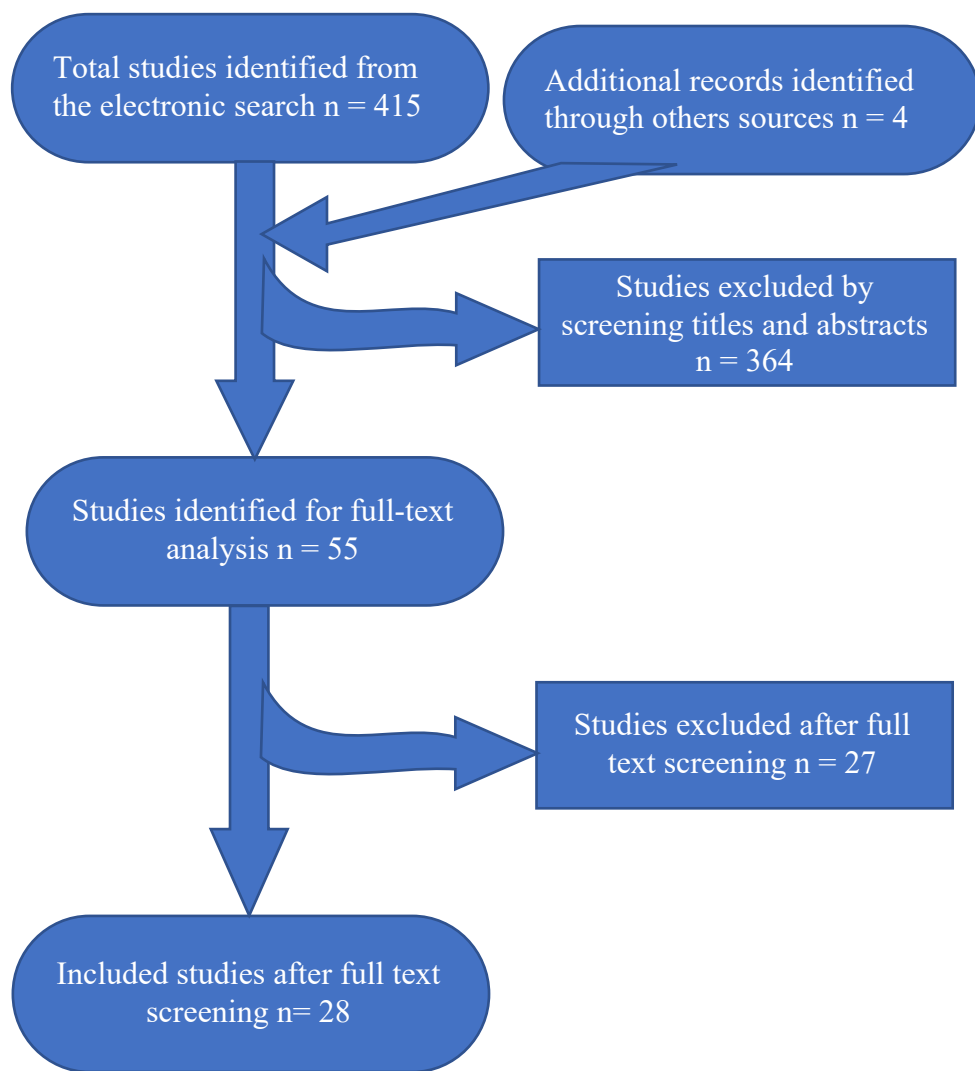 Total studies identified from
the electronic search n = 415
Additional records identified
through others sources n = 4
Studies excluded by
screening titles and abstracts
n = 364
Studies identified for full-text
analysis n = 55
Studies excluded after full
text screening n = 27
Included studies after full text
screening n= 28